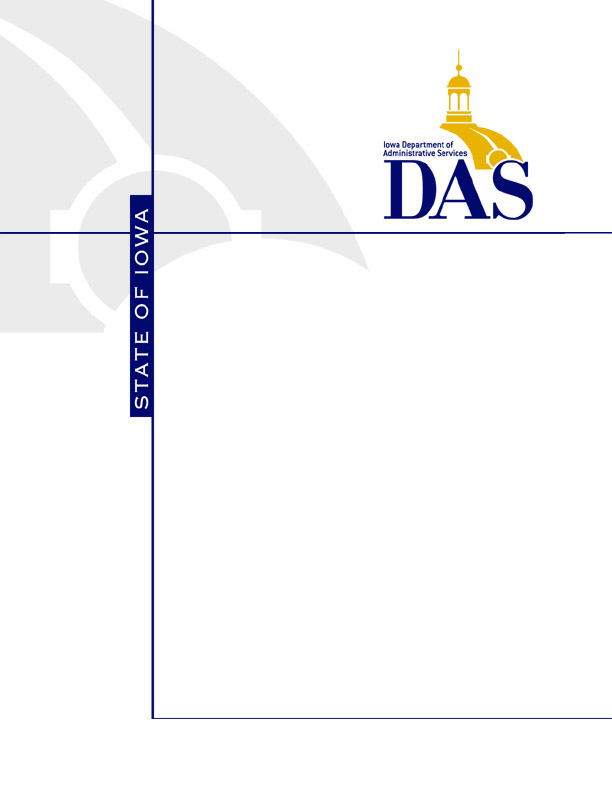 Iowa Department of
Administrative Services
DAS
STATE OF IOWA